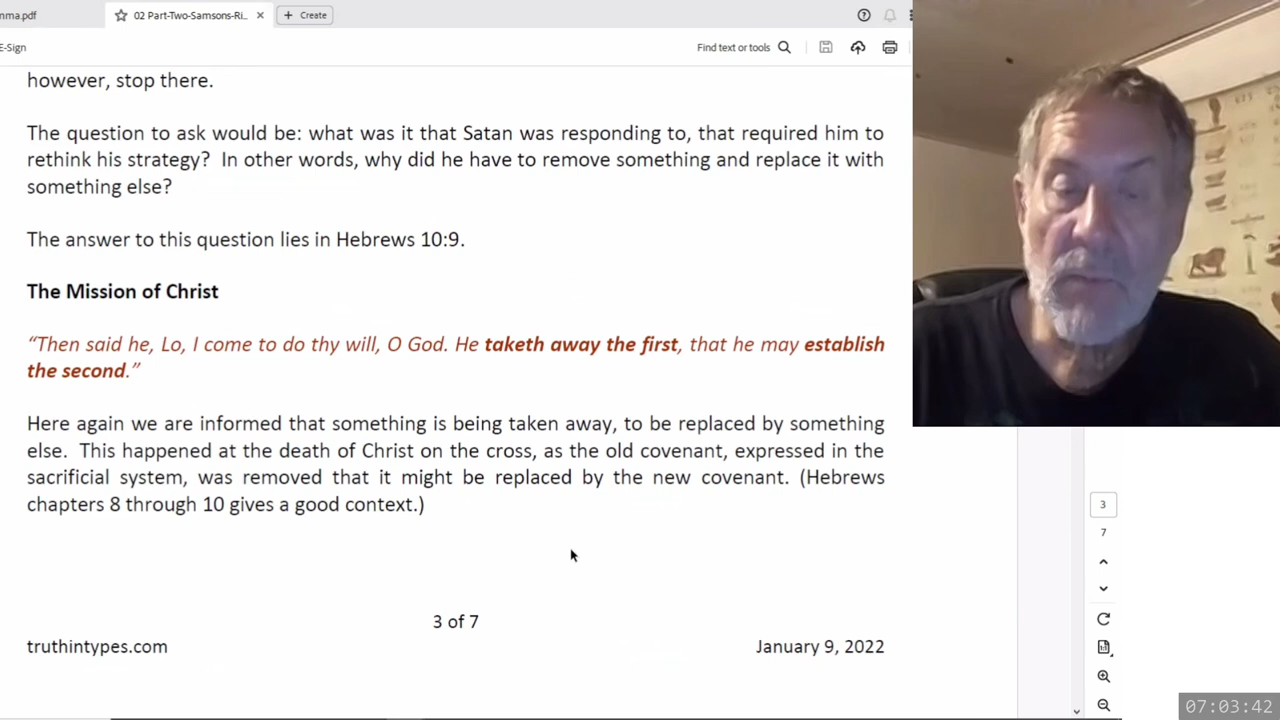 mma.pdf
02 Part-Two-Samsons-Ri...
Create
E-Sign
Find text or tools
however, stop there.
The question to ask would be: what was it that Satan was responding to, that required him to
rethink his strategy? In other words, why did he have to remove something and replace it with
something else?
The answer to this question lies in Hebrews 10:9.
The Mission of Christ
“Then said he, Lo, I come to do thy will, O God. He taketh away the first, that he may establish
the second.”
Here again we are informed that something is being taken away, to be replaced by something
else. This happened at the death of Christ on the cross, as the old covenant, expressed in the
sacrificial system, was removed that it might be replaced by the new covenant. (Hebrews
chapters 8 through 10 gives a good context.)
3
7
3 of 7
truthintypes.com
January 9, 2022
07:03:42